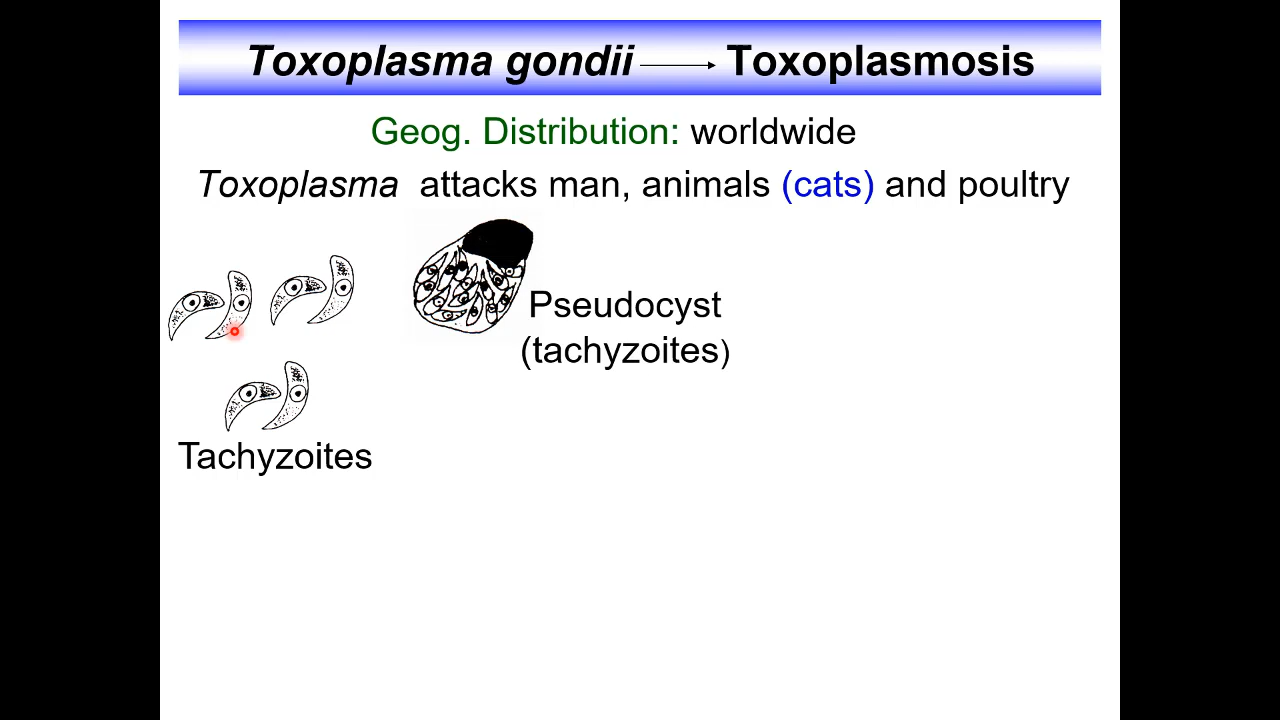 Toxoplasma gondii → Toxoplasmosis
Geog. Distribution: worldwide
Toxoplasma attacks man, animals (cats) and poultry
Pseudocyst
(tachyzoites)
Tachyzoites